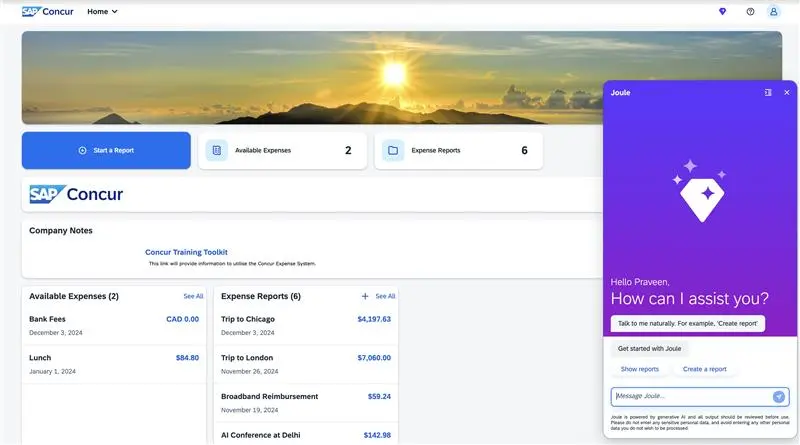 SAP Concur
Home
Start a Report
Available Expenses
2
Expense Reports
6
SAP Concur
Company Notes
Concur Training Toolkit
This link will provide information to utilise the Concur Expense System.
Available Expenses (2)
See All
Bank Fees
CAD 0.00
December 3, 2024
Lunch
$84.80
January 1, 2024
Expense Reports (6)
+ See All
Trip to Chicago
$4,197.63
December 3, 2024
Trip to London
$7,060.00
November 26, 2024
Broadband Reimbursement
$59.24
November 19, 2024
AI Conference at Delhi
$142.98
Joule
Hello Praveen,
How can I assist you?
Talk to me naturally. For example, 'Create report'
Get started with Joule
Show reports
Create a report
Message Joule...
Joule is powered by generative AI and all output should be reviewed before use.
Please do not enter any sensitive personal data, and avoid entering any other personal
data you do not wish to be processed.